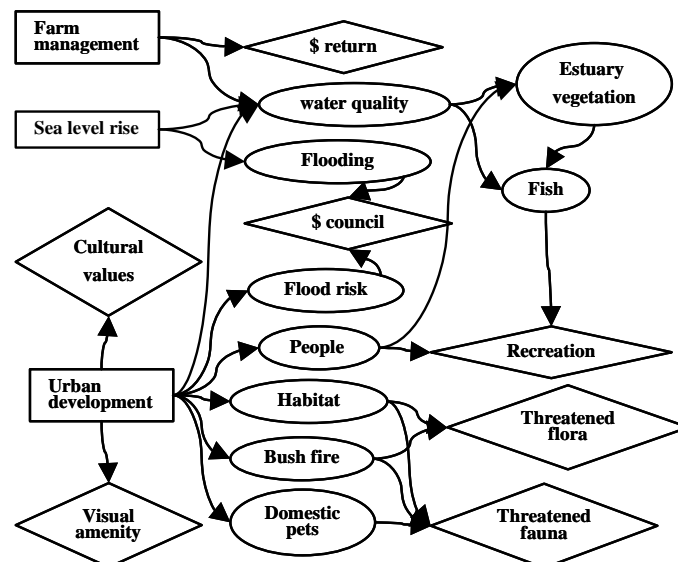 Farm
management
$ return
Estuary
vegetation
water quality
Sea level rise
Flooding
Fish
$ council
Cultural
values
Flood risk
People
Recreation
Urban
development
Habitat
Threatened
flora
Bush fire
Visual
amenity
Domestic
pets
Threatened
fauna